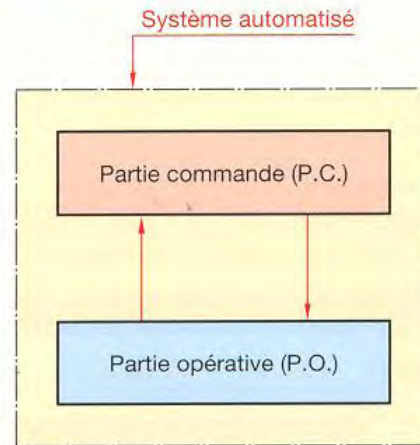 Système automatisé
Partie commande (P.C.)
Partie opérative (P.O.)